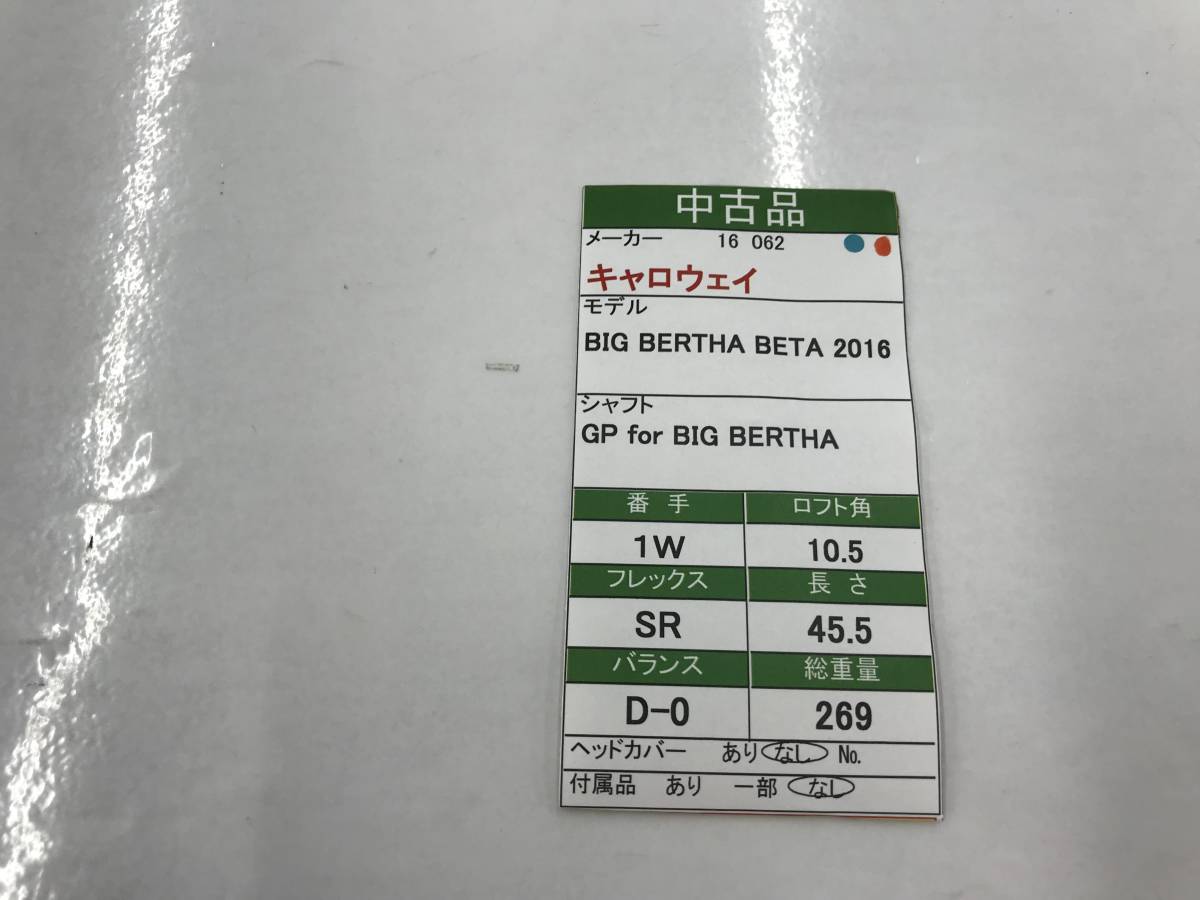 中古品
メーカー 16 062
キャロウェイ
モデル
BIG BERTHA BETA 2016
シャフト
GP for BIG BERTHA
番 手 ロフト角
1W 10.5
フレックス 長 さ
SR 45.5
バランス 総重量
D-0 269
ヘッドカバー あり なし No.
付属品 あり 一部 なし